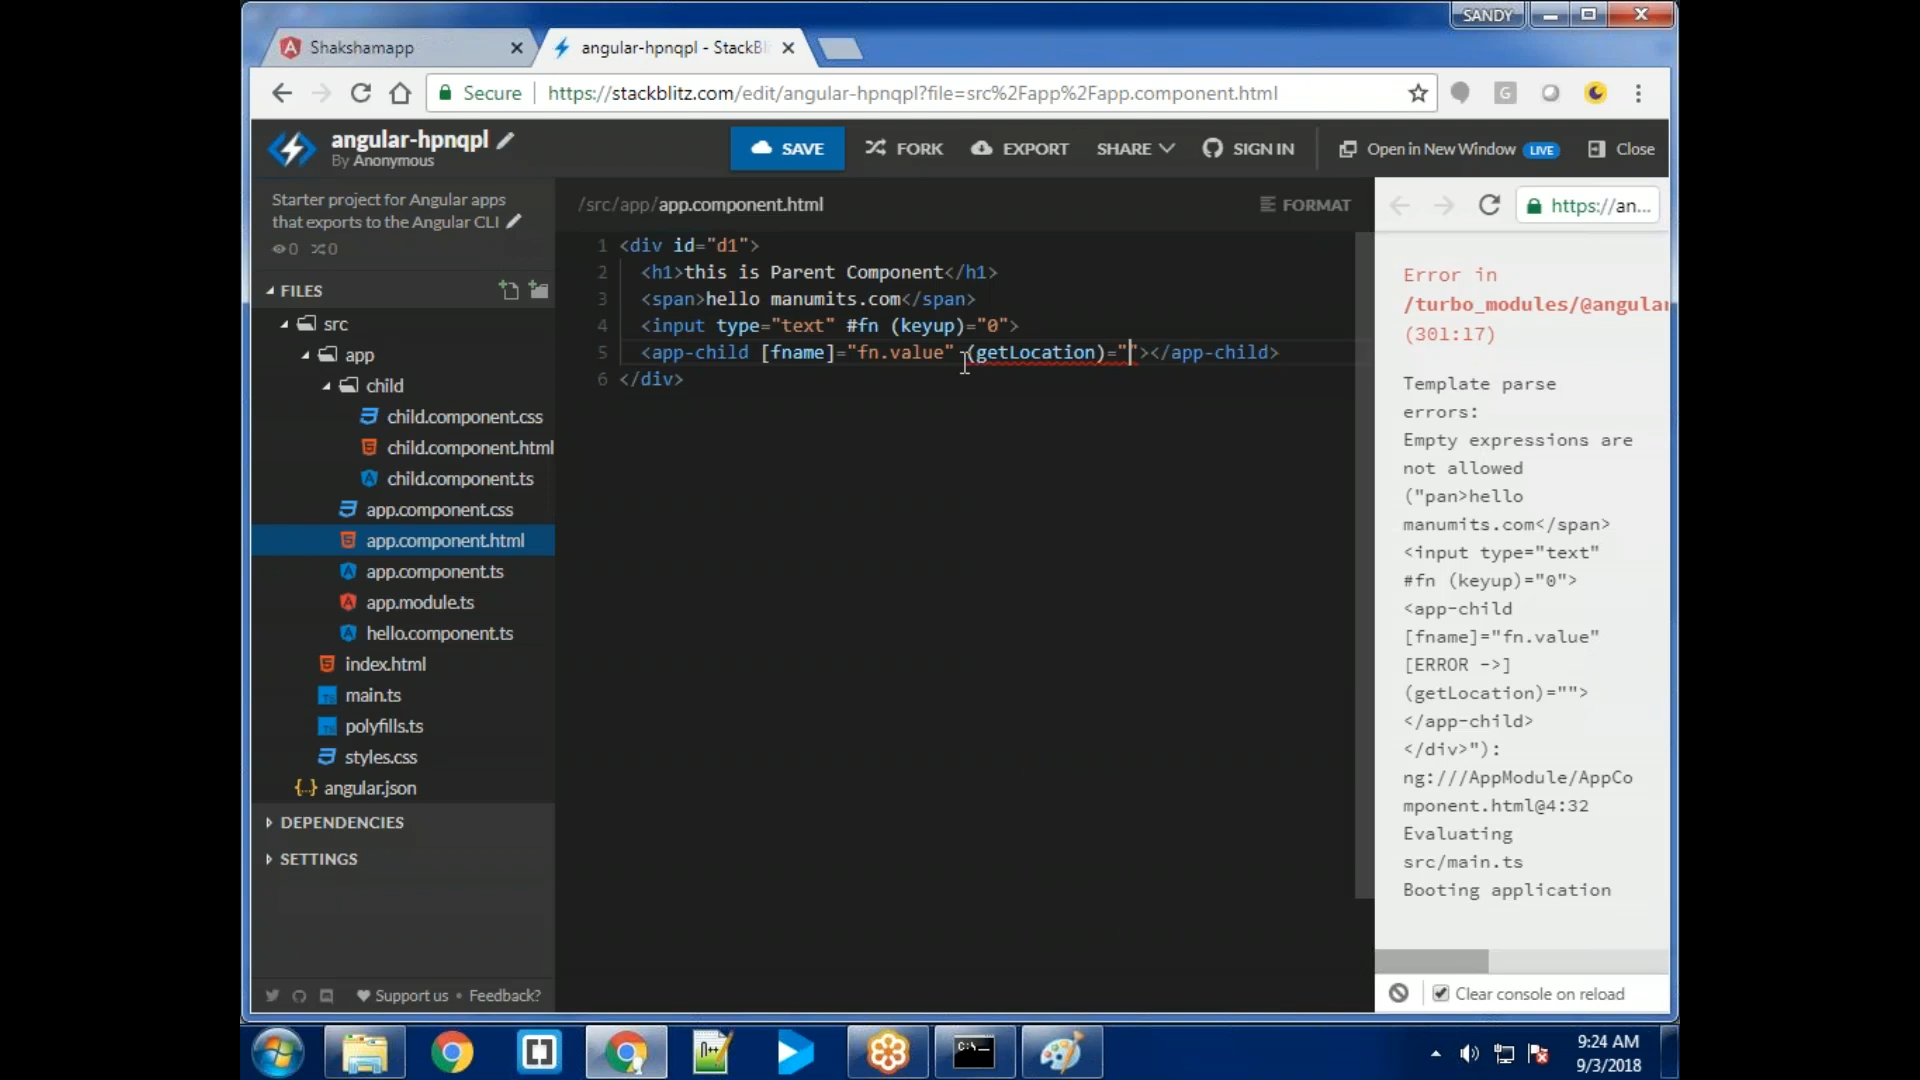 SANDY
Shakshamapp
angular-hpnqpl - StackBl
Secure
https://stackblitz.com/edit/angular-hpnqpl?file=src%2Fapp%2Fapp.component.html
G
angular-hpnqpl
By Anonymous
SAVE
FORK
EXPORT
SHARE
SIGN IN
Open in New Window LIVE
Close
Starter project for Angular apps
that exports to the Angular CLI
0 0
FILES
src
app
child
child.component.css
child.component.html
child.component.ts
app.component.css
app.component.html
app.component.ts
app.module.ts
hello.component.ts
index.html
main.ts
polyfills.ts
styles.css
{..} angular.json
DEPENDENCIES
SETTINGS
Support us • Feedback?
/src/app/app.component.html
FORMAT
1 <div id="d1">
2 <h1>this is Parent Component</h1>
3 <span>hello manumits.com</span>
4 <input type="text" #fn (keyup)="0">
5 <app-child [fname]="fn.value" (getLocation)=""></app-child>
6 </div>
https://an...
Error in
/turbo_modules/@angular
(301:17)
Template parse
errors:
Empty expressions are
not allowed
("pan>hello
manumits.com</span>
<input type="text"
#fn (keyup)="0">
<app-child
[fname]="fn.value"
[ERROR ->]
(getLocation)="">
</app-child>
</div>"):
ng:///AppModule/AppCo
mponent.html@4:32
Evaluating
src/main.ts
Booting application
Clear console on reload
9:24 AM
9/3/2018